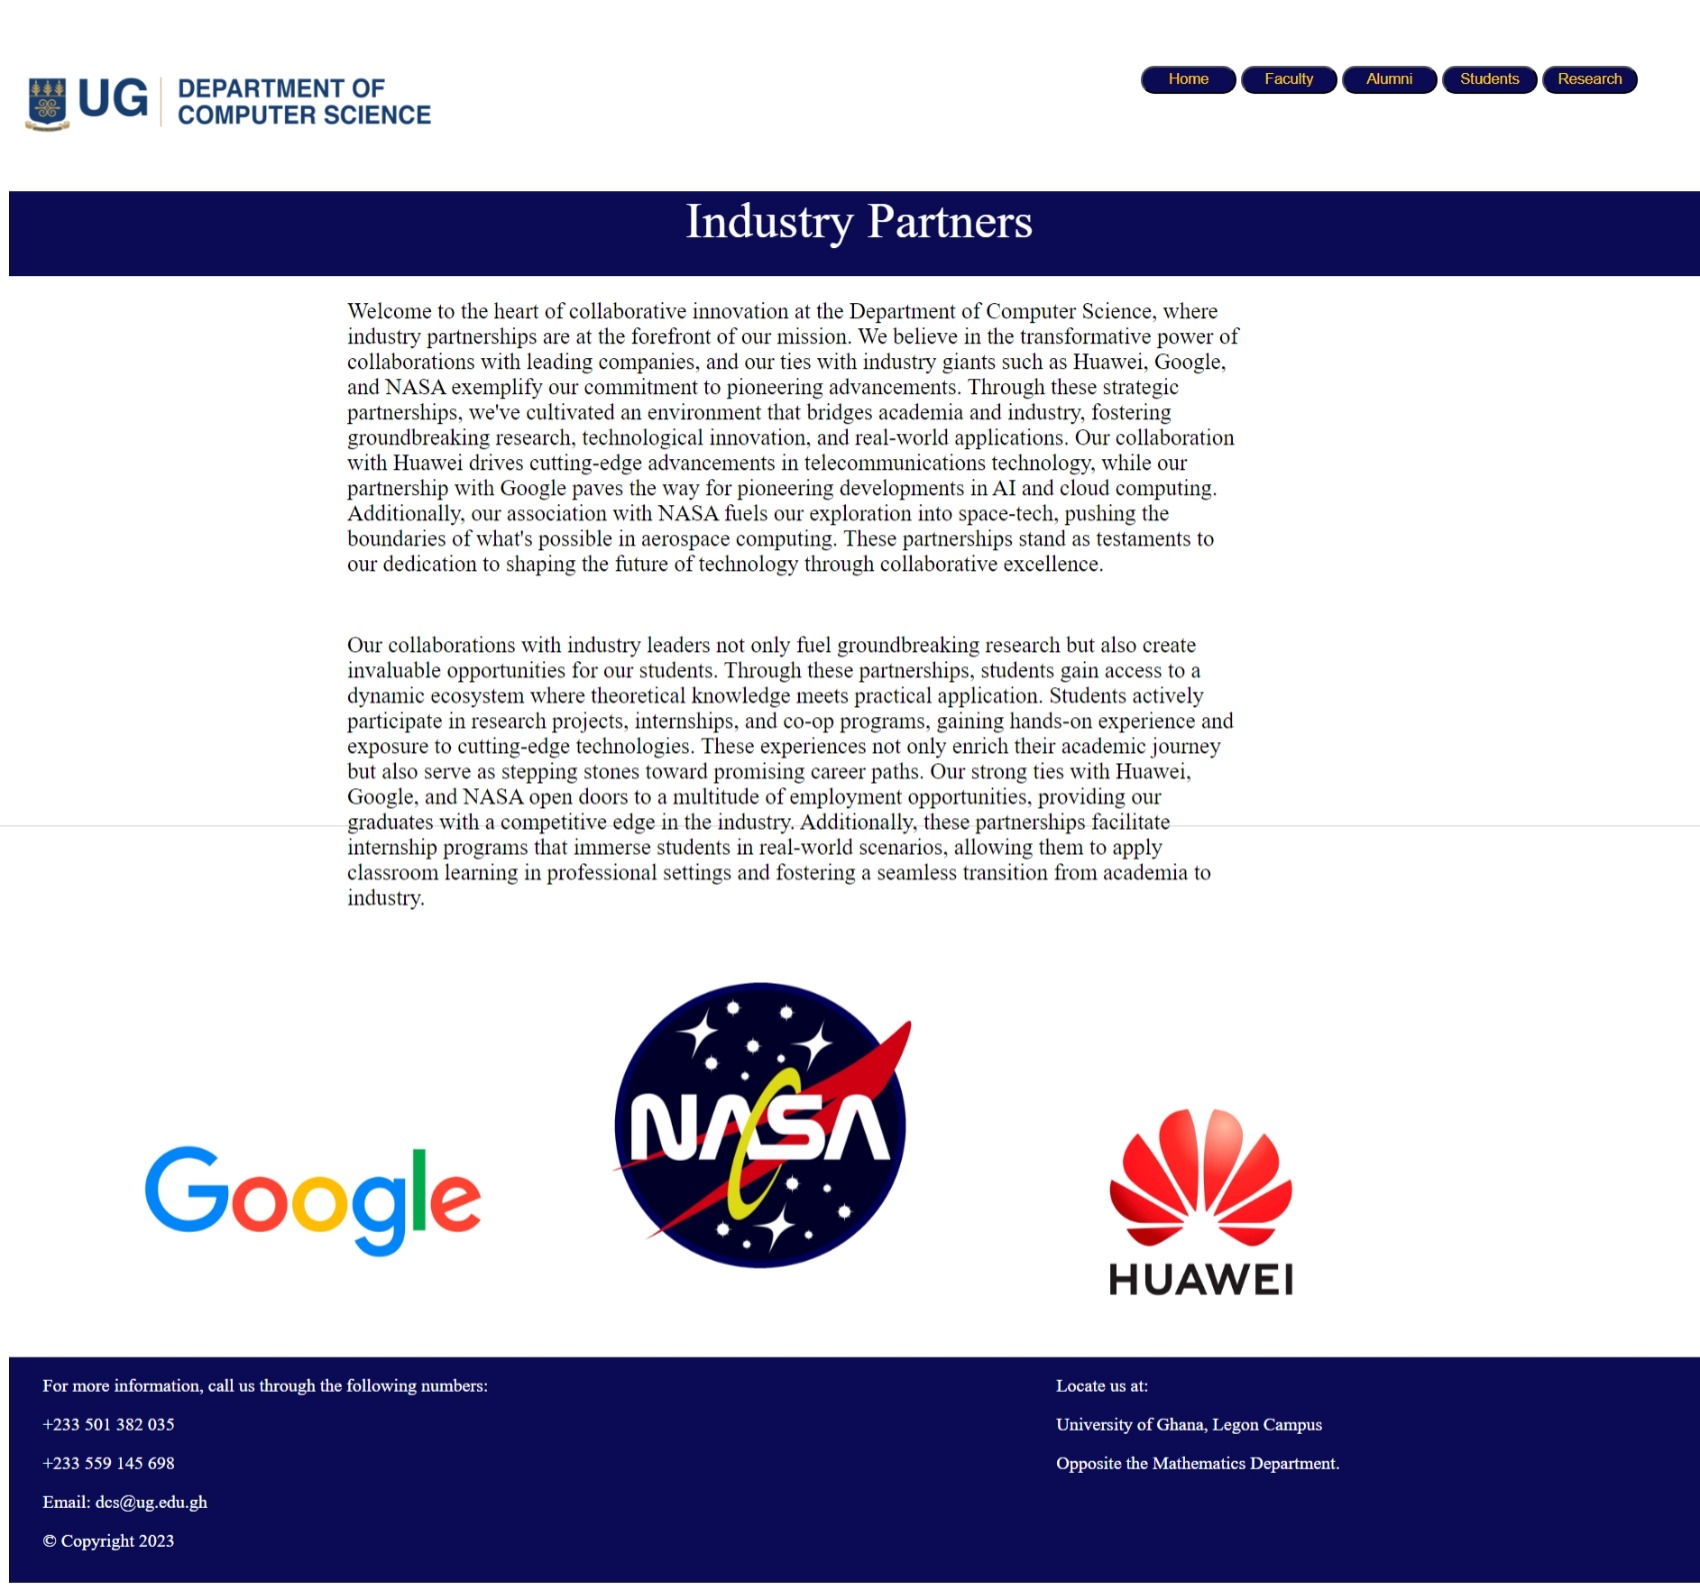 UG
DEPARTMENT OF
COMPUTER SCIENCE
Home
Faculty
Alumni
Students
Research
Industry Partners
Welcome to the heart of collaborative innovation at the Department of Computer Science, where
industry partnerships are at the forefront of our mission. We believe in the transformative power of
collaborations with leading companies, and our ties with industry giants such as Huawei, Google,
and NASA exemplify our commitment to pioneering advancements. Through these strategic
partnerships, we've cultivated an environment that bridges academia and industry, fostering
groundbreaking research, technological innovation, and real-world applications. Our collaboration
with Huawei drives cutting-edge advancements in telecommunications technology, while our
partnership with Google paves the way for pioneering developments in AI and cloud computing.
Additionally, our association with NASA fuels our exploration into space-tech, pushing the
boundaries of what's possible in aerospace computing. These partnerships stand as testaments to
our dedication to shaping the future of technology through collaborative excellence.
Our collaborations with industry leaders not only fuel groundbreaking research but also create
invaluable opportunities for our students. Through these partnerships, students gain access to a
dynamic ecosystem where theoretical knowledge meets practical application. Students actively
participate in research projects, internships, and co-op programs, gaining hands-on experience and
exposure to cutting-edge technologies. These experiences not only enrich their academic journey
but also serve as stepping stones toward promising career paths. Our strong ties with Huawei,
Google, and NASA open doors to a multitude of employment opportunities, providing our
graduates with a competitive edge in the industry. Additionally, these partnerships facilitate
internship programs that immerse students in real-world scenarios, allowing them to apply
classroom learning in professional settings and fostering a seamless transition from academia to
industry.
Google
NASA
HUAWEI
For more information, call us through the following numbers:
+233 501 382 035
+233 559 145 698
Email: dcs@ug.edu.gh
© Copyright 2023
Locate us at:
University of Ghana, Legon Campus
Opposite the Mathematics Department.